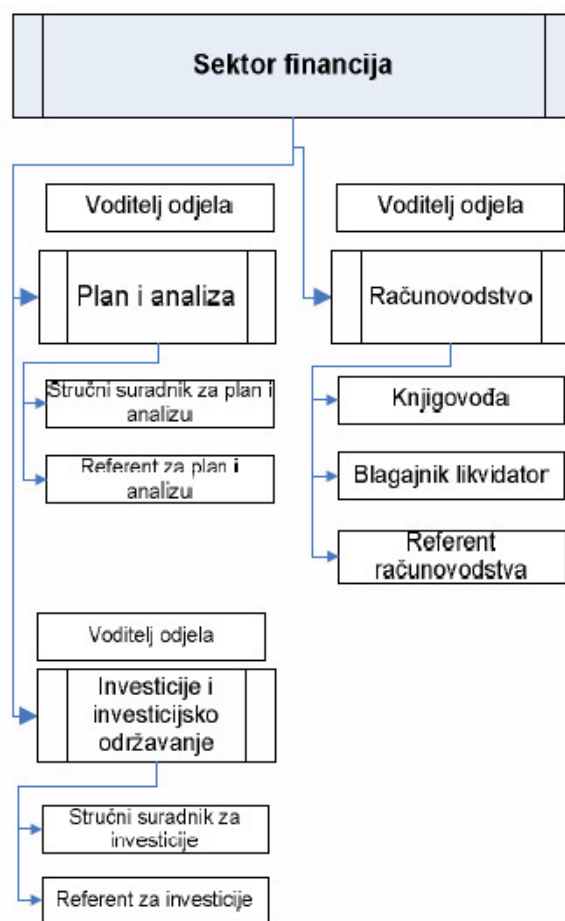 Sektor financija
Voditelj odjela
Plan i analiza
Stručni suradnik za plan i
analizu
Referent za plan i
analizu
Voditelj odjela
Računovodstvo
Knjigovođa
Blagajnik likvidator
Referent
računovodstva
Voditelj odjela
Investicije i
investicijsko
održavanje
Stručni suradnik za
investicije
Referent za investicije